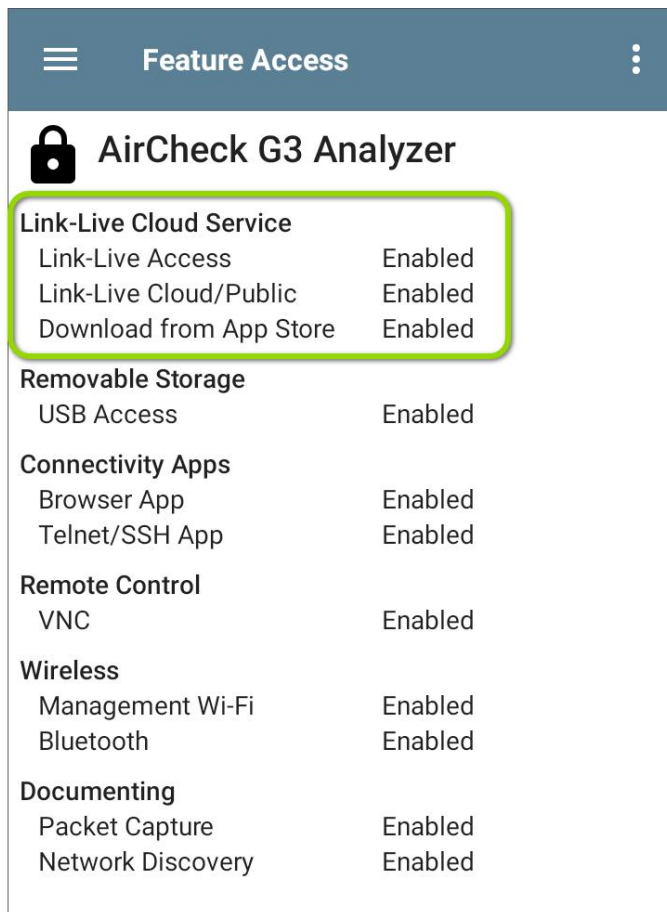 Feature Access
AirCheck G3 Analyzer
Link-Live Cloud Service
Link-Live Access Enabled
Link-Live Cloud/Public Enabled
Download from App Store Enabled
Removable Storage
USB Access Enabled
Connectivity Apps
Browser App Enabled
Telnet/SSH App Enabled
Remote Control
VNC Enabled
Wireless
Management Wi-Fi Enabled
Bluetooth Enabled
Documenting
Packet Capture Enabled
Network Discovery Enabled